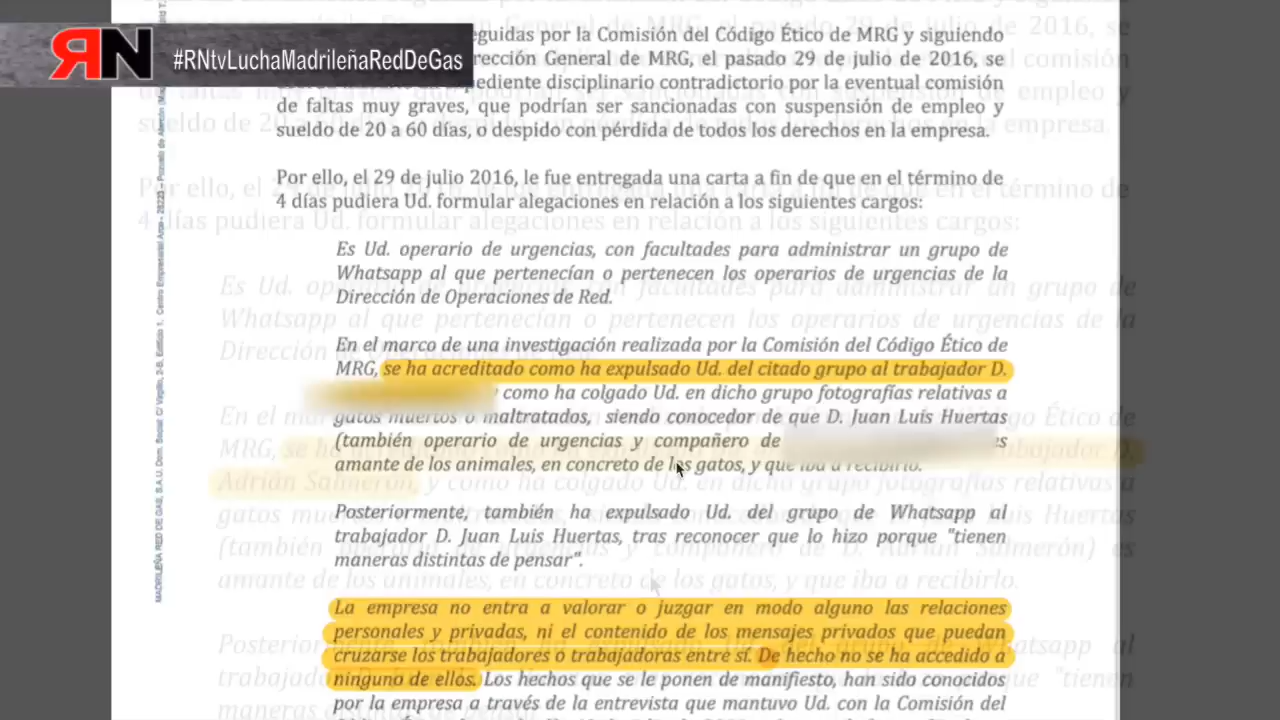 RN #RNtvLuchaMadrileñaRedDeGas
eguidas por la Comisión del Código Ético de MRG y siguiendo
rección General de MRG, el pasado 29 de julio de 2016, se
ediente disciplinario contradictorio por la eventual comisión
de faltas muy graves, que podrían ser sancionadas con suspensión de empleo y
sueldo de 20 a 60 días, o despido con pérdida de todos los derechos en la empresa.
Por ello, el 29 de julio 2016, le fue entregada una carta a fin de que en el término de
4 días pudiera Ud. formular alegaciones en relación a los siguientes cargos:
Es Ud. operario de urgencias, con facultades para administrar un grupo de
Whatsapp al que pertenecían o pertenecen los operarios de urgencias de la
Dirección de Operaciones de Red.
En el marco de una investigación realizada por la Comisión del Código Ético de
MRG, se ha acreditado como ha expulsado Ud. del citado grupo al trabajador D.
y como ha colgado Ud. en dicho grupo fotografías relativas a
gatos muertos o maltratados, siendo conocedor de que D. Juan Luis Huertas
(también operario de urgencias y compañero de es
amante de los animales, en concreto de los gatos, y que iba a recibirlo.
Posteriormente, también ha expulsado Ud. del grupo de Whatsapp al
trabajador D. Juan Luis Huertas, tras reconocer que lo hizo porque "tienen
maneras distintas de pensar".
La empresa no entra a valorar o juzgar en modo alguno las relaciones
personales y privadas, ni el contenido de los mensajes privados que puedan
cruzarse los trabajadores o trabajadoras entre sí. De hecho no se ha accedido a
ninguno de ellos. Los hechos que se le ponen de manifiesto, han sido conocidos
por la empresa a través de la entrevista que mantuvo Ud. con la Comisión del